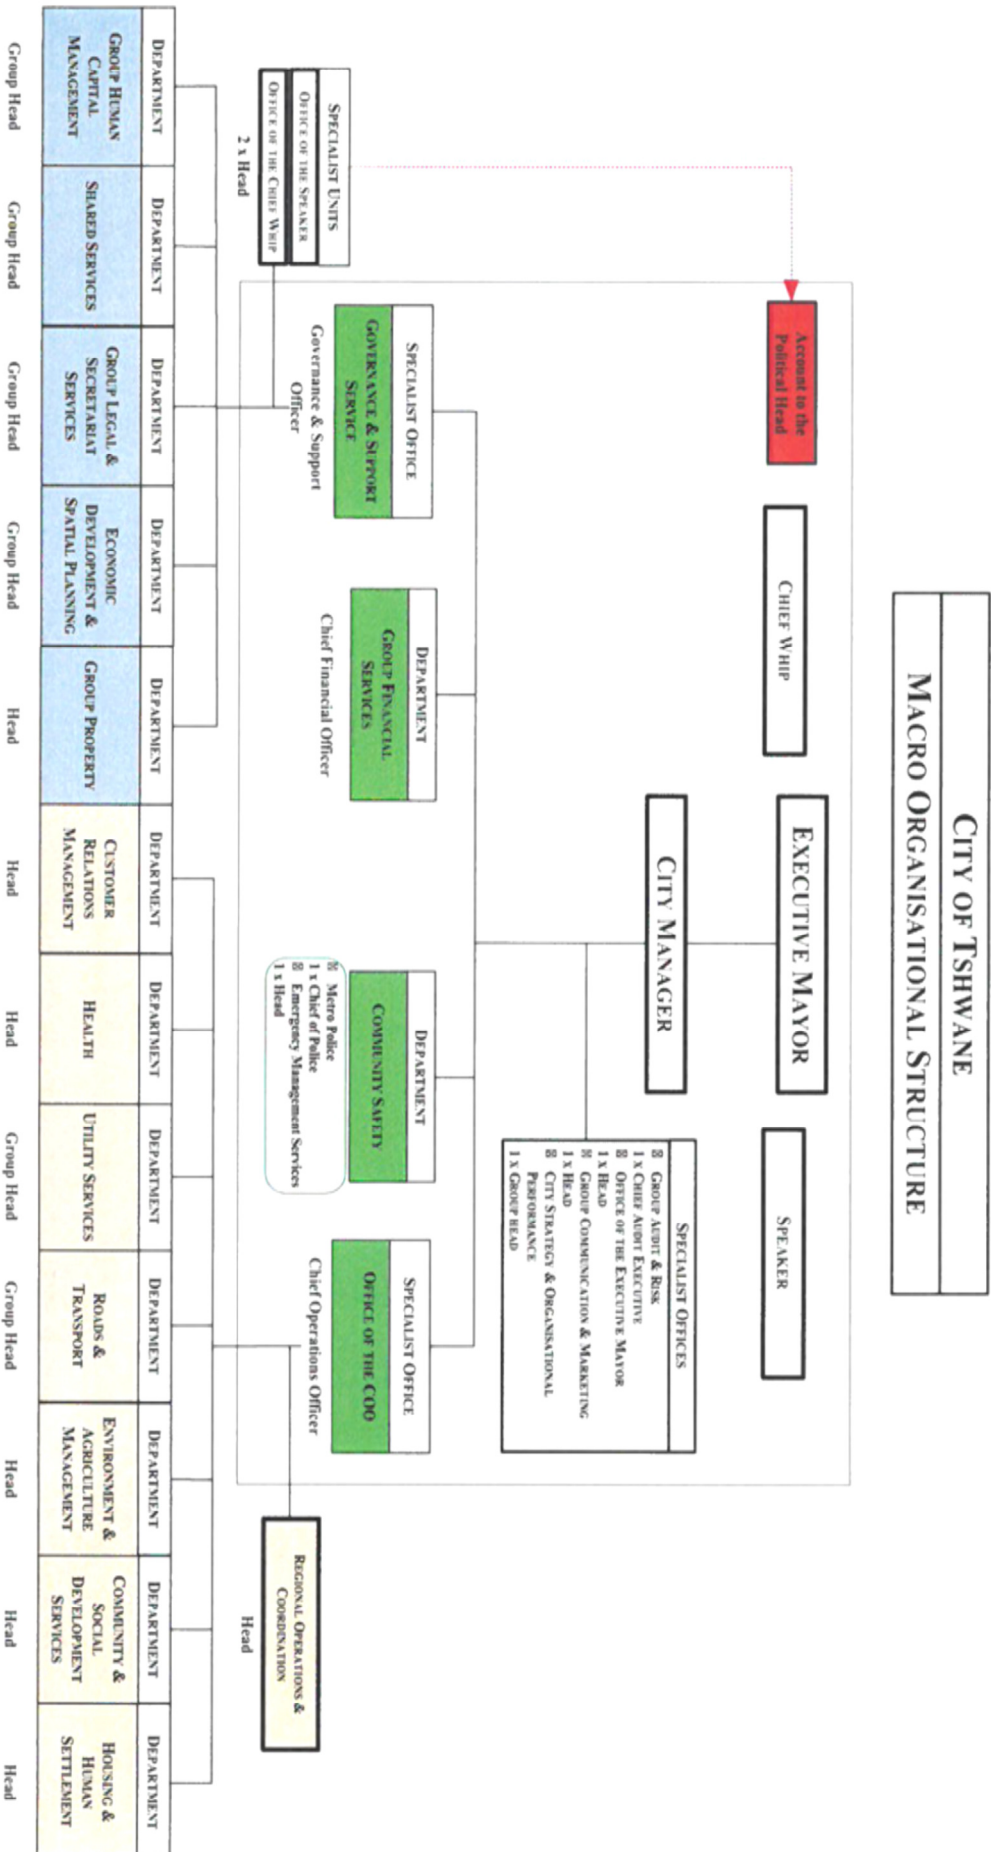 CITY OF TSHWANE
MACRO ORGANISATIONAL STRUCTURE
CHIEF WHIP
EXECUTIVE MAYOR
SPEAKER
Account to the
Political Head
CITY MANAGER
SPECIALIST OFFICES
GROUP AUDIT & RISK
1 X CHIEF AUDIT EXECUTIVE
OFFICE OF THE EXECUTIVE MAYOR
1 X HEAD
GROUP COMMUNICATION & MARKETING
1 X HEAD
CITY STRATEGY & ORGANISATIONAL
PERFORMANCE
1 X GROUP HEAD
SPECIALIST OFFICE
GOVERNANCE & SUPPORT
SERVICE
Governance & Support
Officer
DEPARTMENT
GROUP FINANCIAL
SERVICES
Chief Financial Officer
DEPARTMENT
COMMUNITY SAFETY
Metro Police
1 x Chief of Police
Emergency Management Services
1 x Head
SPECIALIST OFFICE
OFFICE OF THE COO
Chief Operations Officer
SPECIALIST UNITS
OFFICE OF THE SPEAKER
OFFICE OF THE CHIEF WHIP
2 x Head
REGIONAL OPERATIONS &
COORDINATION
Head
DEPARTMENT
GROUP HUMAN
CAPITAL
MANAGEMENT
Group Head
DEPARTMENT
SHARED SERVICES
Group Head
DEPARTMENT
GROUP LEGAL &
SECRETARIAT
SERVICES
Group Head
DEPARTMENT
ECONOMIC
DEVELOPMENT &
SPATIAL PLANNING
Group Head
DEPARTMENT
GROUP PROPERTY
Head
DEPARTMENT
CUSTOMER
RELATIONS
MANAGEMENT
Head
DEPARTMENT
HEALTH
Head
DEPARTMENT
UTILITY SERVICES
Group Head
DEPARTMENT
ROADS &
TRANSPORT
Group Head
DEPARTMENT
ENVIRONMENT &
AGRICULTURE
MANAGEMENT
Head
DEPARTMENT
COMMUNITY &
SOCIAL
DEVELOPMENT
SERVICES
Head
DEPARTMENT
HOUSING &
HUMAN
SETTLEMENT
Head